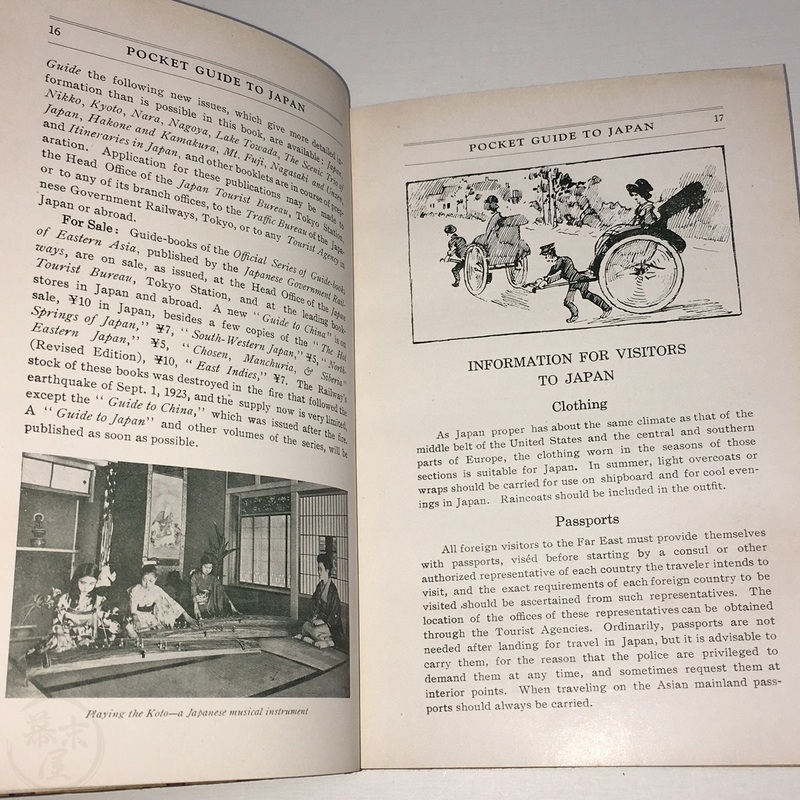 16
POCKET GUIDE TO JAPAN
Guide the following new issues, which give more detailed in-
formation than is possible in this book, are available: Japan,
Nikko, Kyoto, Nara, Nagoya, Lake Towada, The Scenic Trio of
Japan, Hakone and Kamakura, Mt. Fuji, Nagasaki and Unzen,
and Itineraries in Japan, and other booklets are in course of prep-
aration. Application for these publications may be made to
the Head Office of the Japan Tourist Bureau, Tokyo Station,
or to any of its branch offices, to the Traffic Bureau of the Japa-
nese Government Railways, Tokyo, or to any Tourist Agency in
Japan or abroad.
For Sale: Guide-books of the Official Series of Guide-books
of Eastern Asia, published by the Japanese Government Rail-
ways, are on sale, as issued, at the Head Office of the Japan
Tourist Bureau, Tokyo Station, and at the leading book-
stores in Japan and abroad. A new "Guide to China" is on
sale, ¥10 in Japan, besides a few copies of the "The Hot
Springs of Japan," ¥7, "South-Western Japan," ¥5, "North-
Eastern Japan," ¥5, "Chosen, Manchuria, & Siberia"
(Revised Edition), ¥10, "East Indies," ¥7. The Railway's
stock of these books was destroyed in the fire that followed the
earthquake of Sept. 1, 1923, and the supply now is very limited,
except the "Guide to China," which was issued after the fire.
A "Guide to Japan" and other volumes of the series, will be
published as soon as possible.
Playing the Koto—a Japanese musical instrument
幕末屋
POCKET GUIDE TO JAPAN
17
INFORMATION FOR VISITORS
TO JAPAN
Clothing
As Japan proper has about the same climate as that of the
middle belt of the United States and the central and southern
parts of Europe, the clothing worn in the seasons of those
sections is suitable for Japan. In summer, light overcoats or
wraps should be carried for use on shipboard and for cool even-
ings in Japan. Raincoats should be included in the outfit.
Passports
All foreign visitors to the Far East must provide themselves
with passports, viséd before starting by a consul or other
authorized representative of each country the traveler intends to
visit, and the exact requirements of each foreign country to be
visited should be ascertained from such representatives. The
location of the offices of these representatives can be obtained
through the Tourist Agencies. Ordinarily, passports are not
needed after landing for travel in Japan, but it is advisable to
carry them, for the reason that the police are privileged to
demand them at any time, and sometimes request them at
interior points. When traveling on the Asian mainland pass-
ports should always be carried.